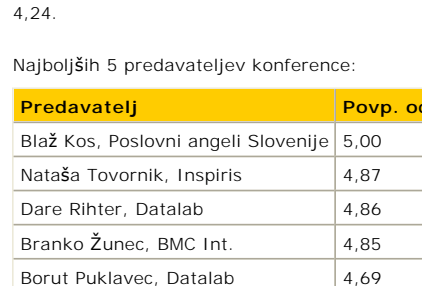 4,24.
Najboljših 5 predavateljev konference:
Predavatelj Povp.
Blaž Kos, Poslovni angeli Slovenije 5,00
Nataša Tovornik, Inspiris 4,87
Dare Rihter, Datalab 4,86
Branko Žunec, BMC Int. 4,85
Borut Puklavec, Datalab 4,69